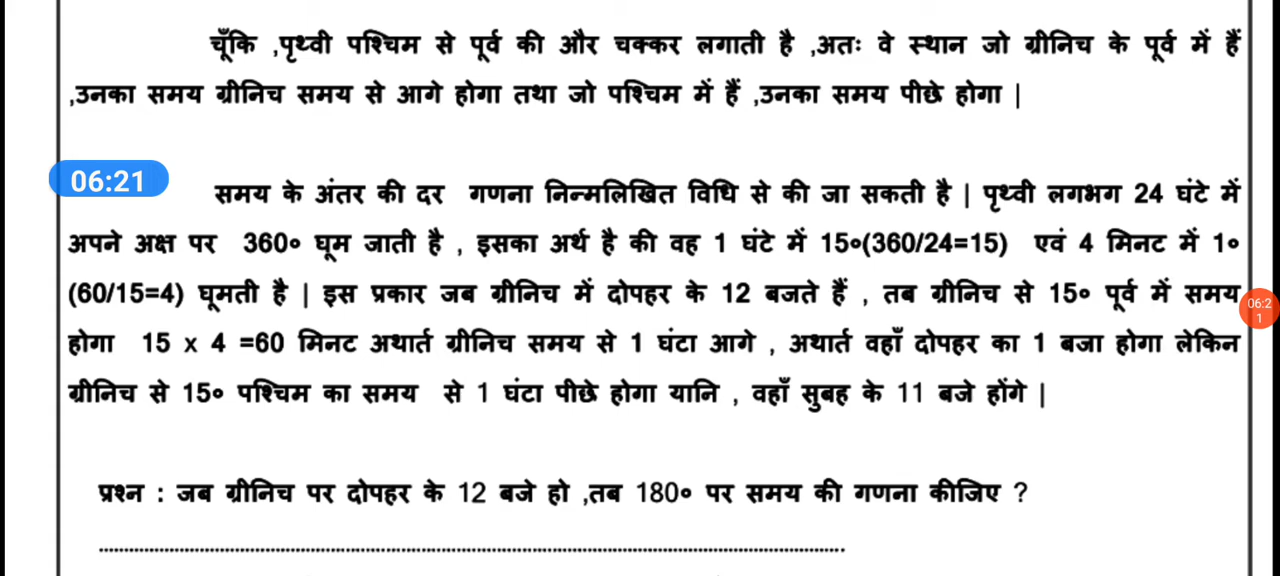 चूँकि ,पृथ्वी पश्चिम से पूर्व की और चक्कर लगाती है ,अतः वे स्थान जो ग्रीनिच के पूर्व में हैं
,उनका समय ग्रीनिच समय से आगे होगा तथा जो पश्चिम में हैं ,उनका समय पीछे होगा |
06:21
समय के अंतर की दर गणना निन्मलिखित विधि से की जा सकती है | पृथ्वी लगभग 24 घंटे में
अपने अक्ष पर 360० घूम जाती है , इसका अर्थ है की वह 1 घंटे में 15०(360/24=15) एवं 4 मिनट में 1०
(60/15=4) घूमती है | इस प्रकार जब ग्रीनिच में दोपहर के 12 बजते हैं , तब ग्रीनिच से 15० पूर्व में समय
06:2
1
होगा 15 x 4 =60 मिनट अथार्त ग्रीनिच समय से 1 घंटा आगे , अथार्त वहाँ दोपहर का 1 बजा होगा लेकिन
ग्रीनिच से 15० पश्चिम का समय से 1 घंटा पीछे होगा यानि , वहाँ सुबह के 11 बजे होंगे |
प्रश्न : जब ग्रीनिच पर दोपहर के 12 बजे हो ,तब 180० पर समय की गणना कीजिए ?